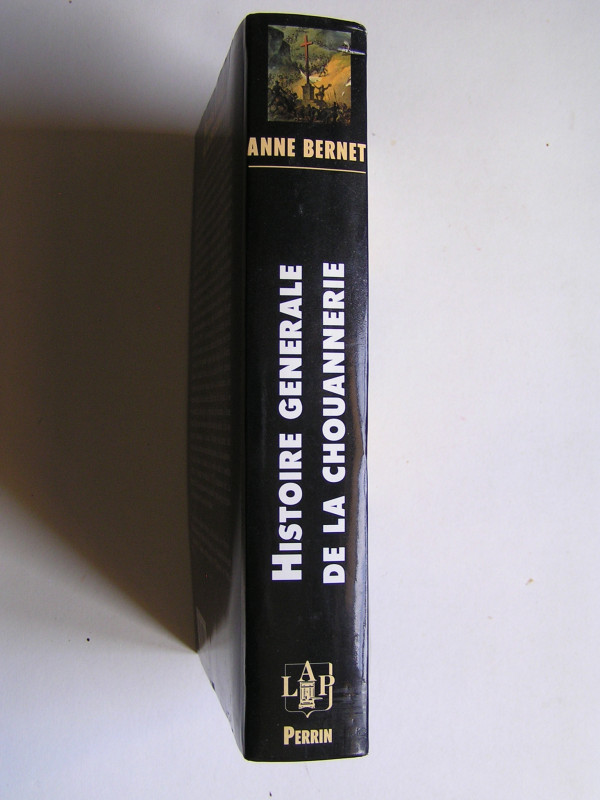 ANNE BERNET
HISTOIRE GENERALE
DE LA CHOUANNERIE
LAP
PERRIN